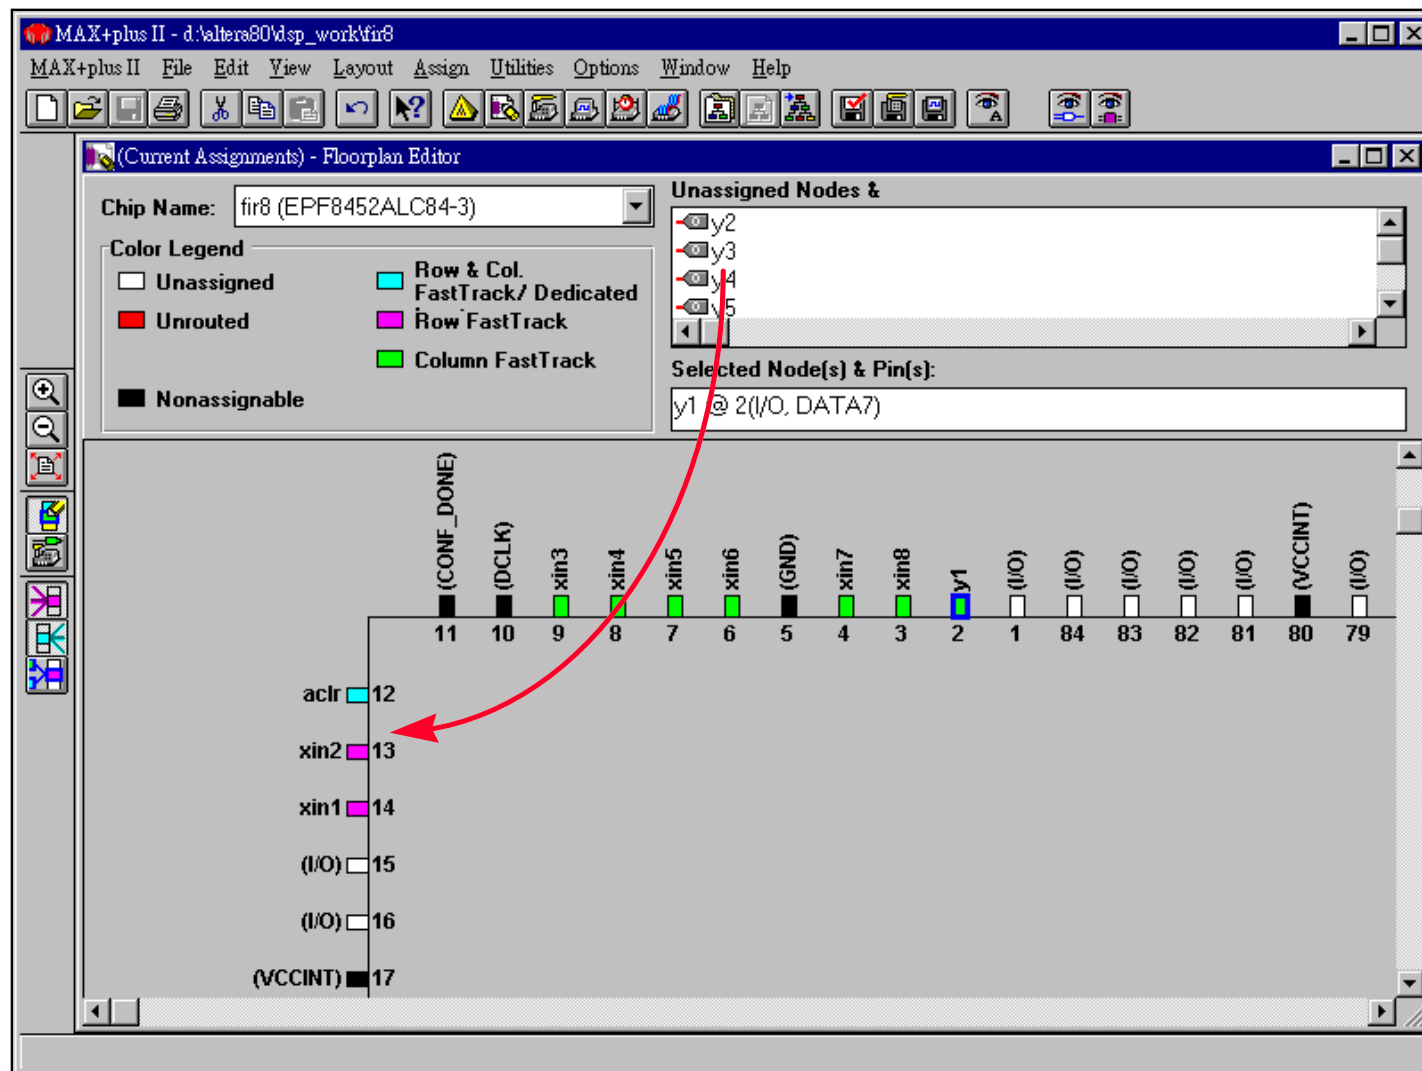 MAX+plus II - d:\altera80\dsp_work\fir8
MAX+plus II File Edit View Layout Assign Utilities Options Window Help
(Current Assignments) - Floorplan Editor
Chip Name: fir8 (EPF8452ALC84-3)
Unassigned Nodes &
y2
y3
y4
y5
Color Legend
Unassigned
Unrouted
Nonassignable
Row & Col.
FastTrack/ Dedicated
Row FastTrack
Column FastTrack
Selected Node(s) & Pin(s):
y1 @ 2(I/O, DATA7)
(CONF_DONE) (DCLK) xin3 xin4 xin5 xin6 (GND) xin7 xin8 y1 (I/O) (I/O) (I/O) (I/O) (I/O) (VCCINT) (I/O)
11 10 9 8 7 6 5 4 3 2 1 84 83 82 81 80 79
aclr 12
xin2 13
xin1 14
(I/O) 15
(I/O) 16
(VCCINT) 17